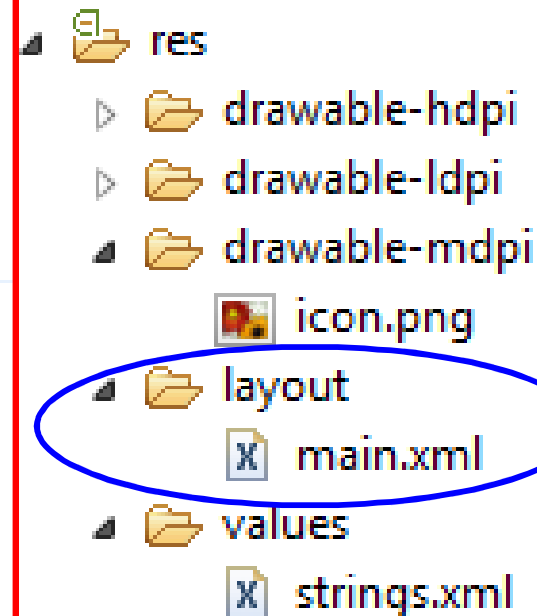 res
drawable-hdpi
drawable-ldpi
drawable-mdpi
icon.png
layout
main.xml
values
strings.xml